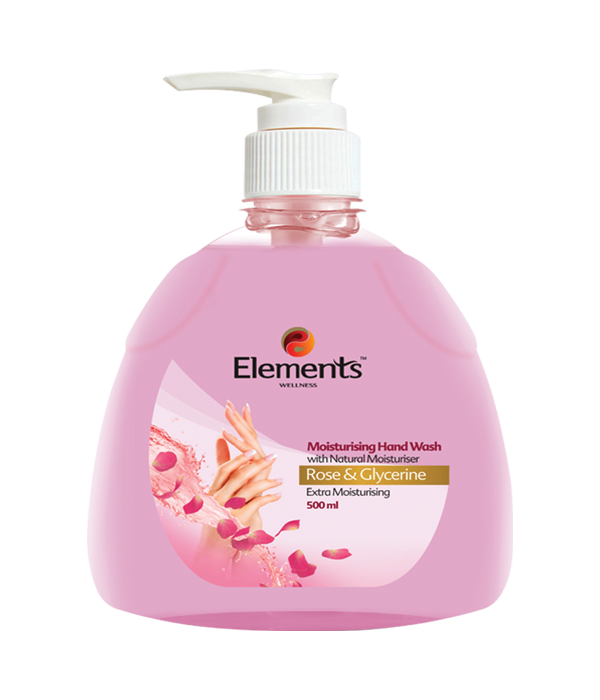 Elements™
WELLNESS
Moisturising Hand Wash
with Natural Moisturiser
Rose & Glycerine
Extra Moisturising
500 ml